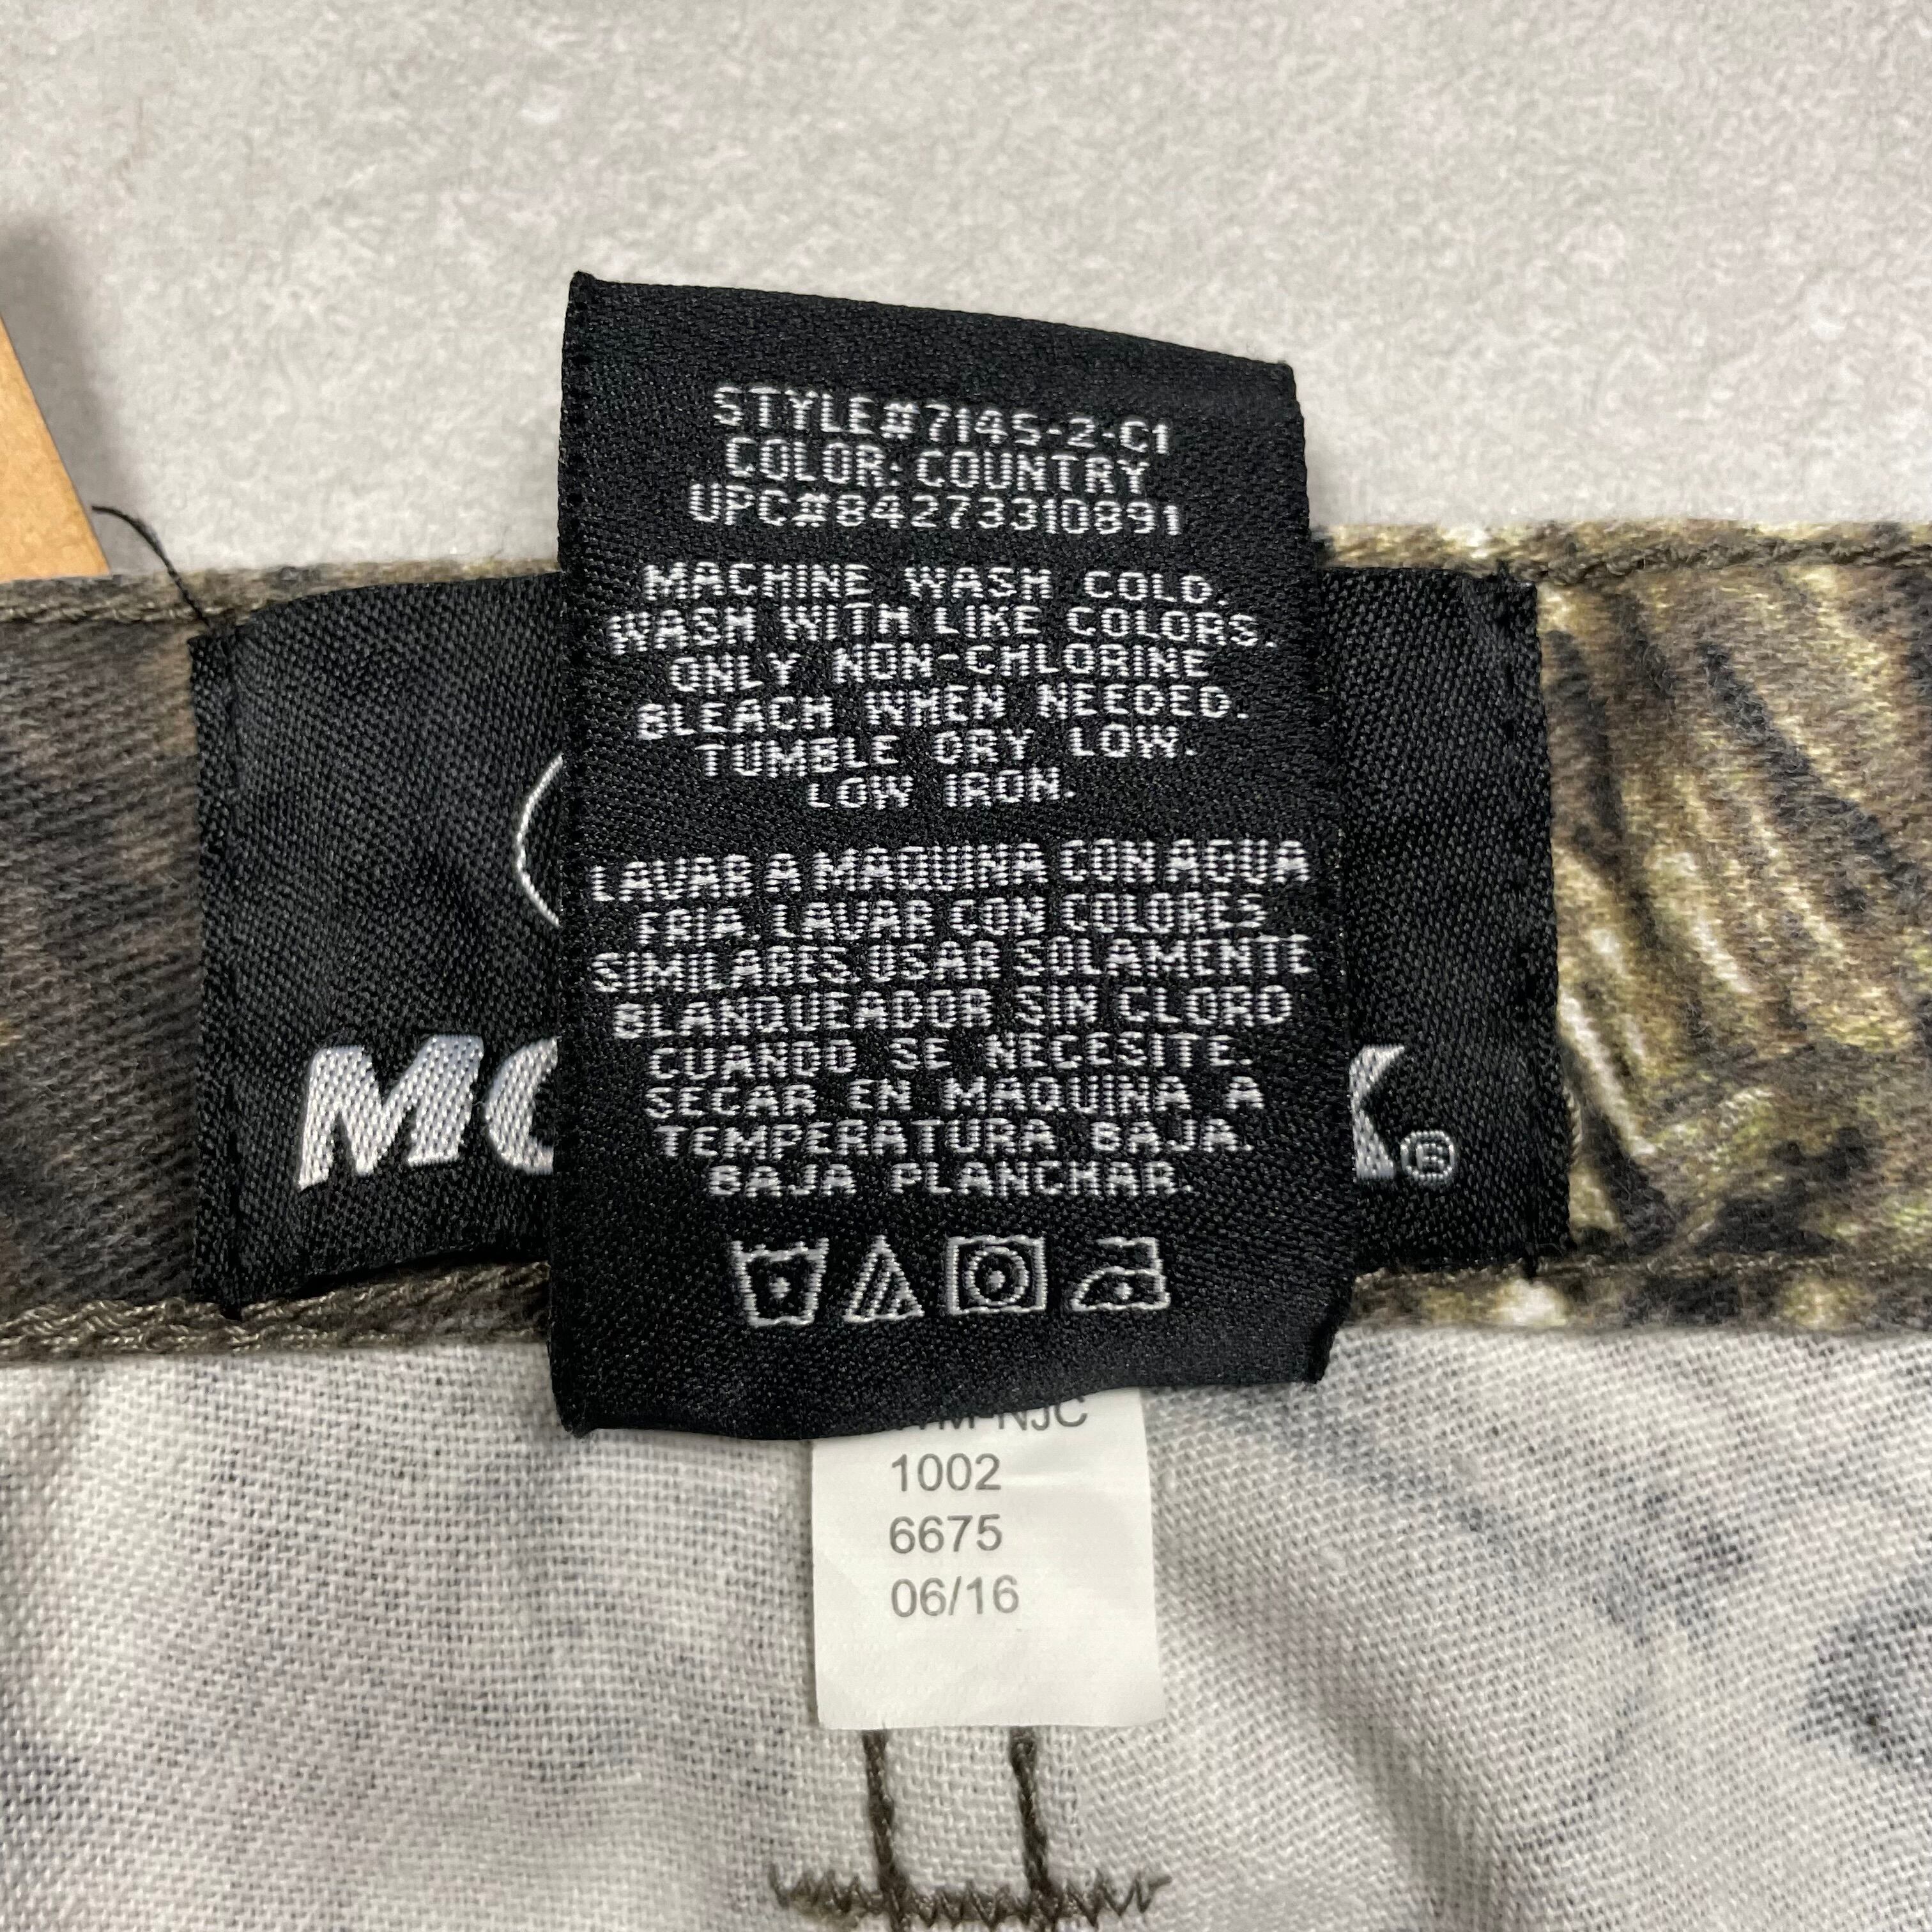 STYLE#7145-2-C1
COLOR: COUNTRY
UPC#842733310891
MACHINE WASH COLD.
WASH WITH LIKE COLORS.
ONLY NON-CHLORINE
BLEACH WHEN NEEDED.
TUMBLE DRY LOW.
LOW IRON.
LAVAR A MAQUINA CON AGUA
FRIA. LAVAR CON COLORES
SIMILARES USAR SOLAMENTE
BLANQUEADOR SIN CLORO
CUANDO SE NECESITE.
SECAR EN MAQUINA A
TEMPERATURA BAJA.
BAJA PLANCHAR.
1002
6675
06/16